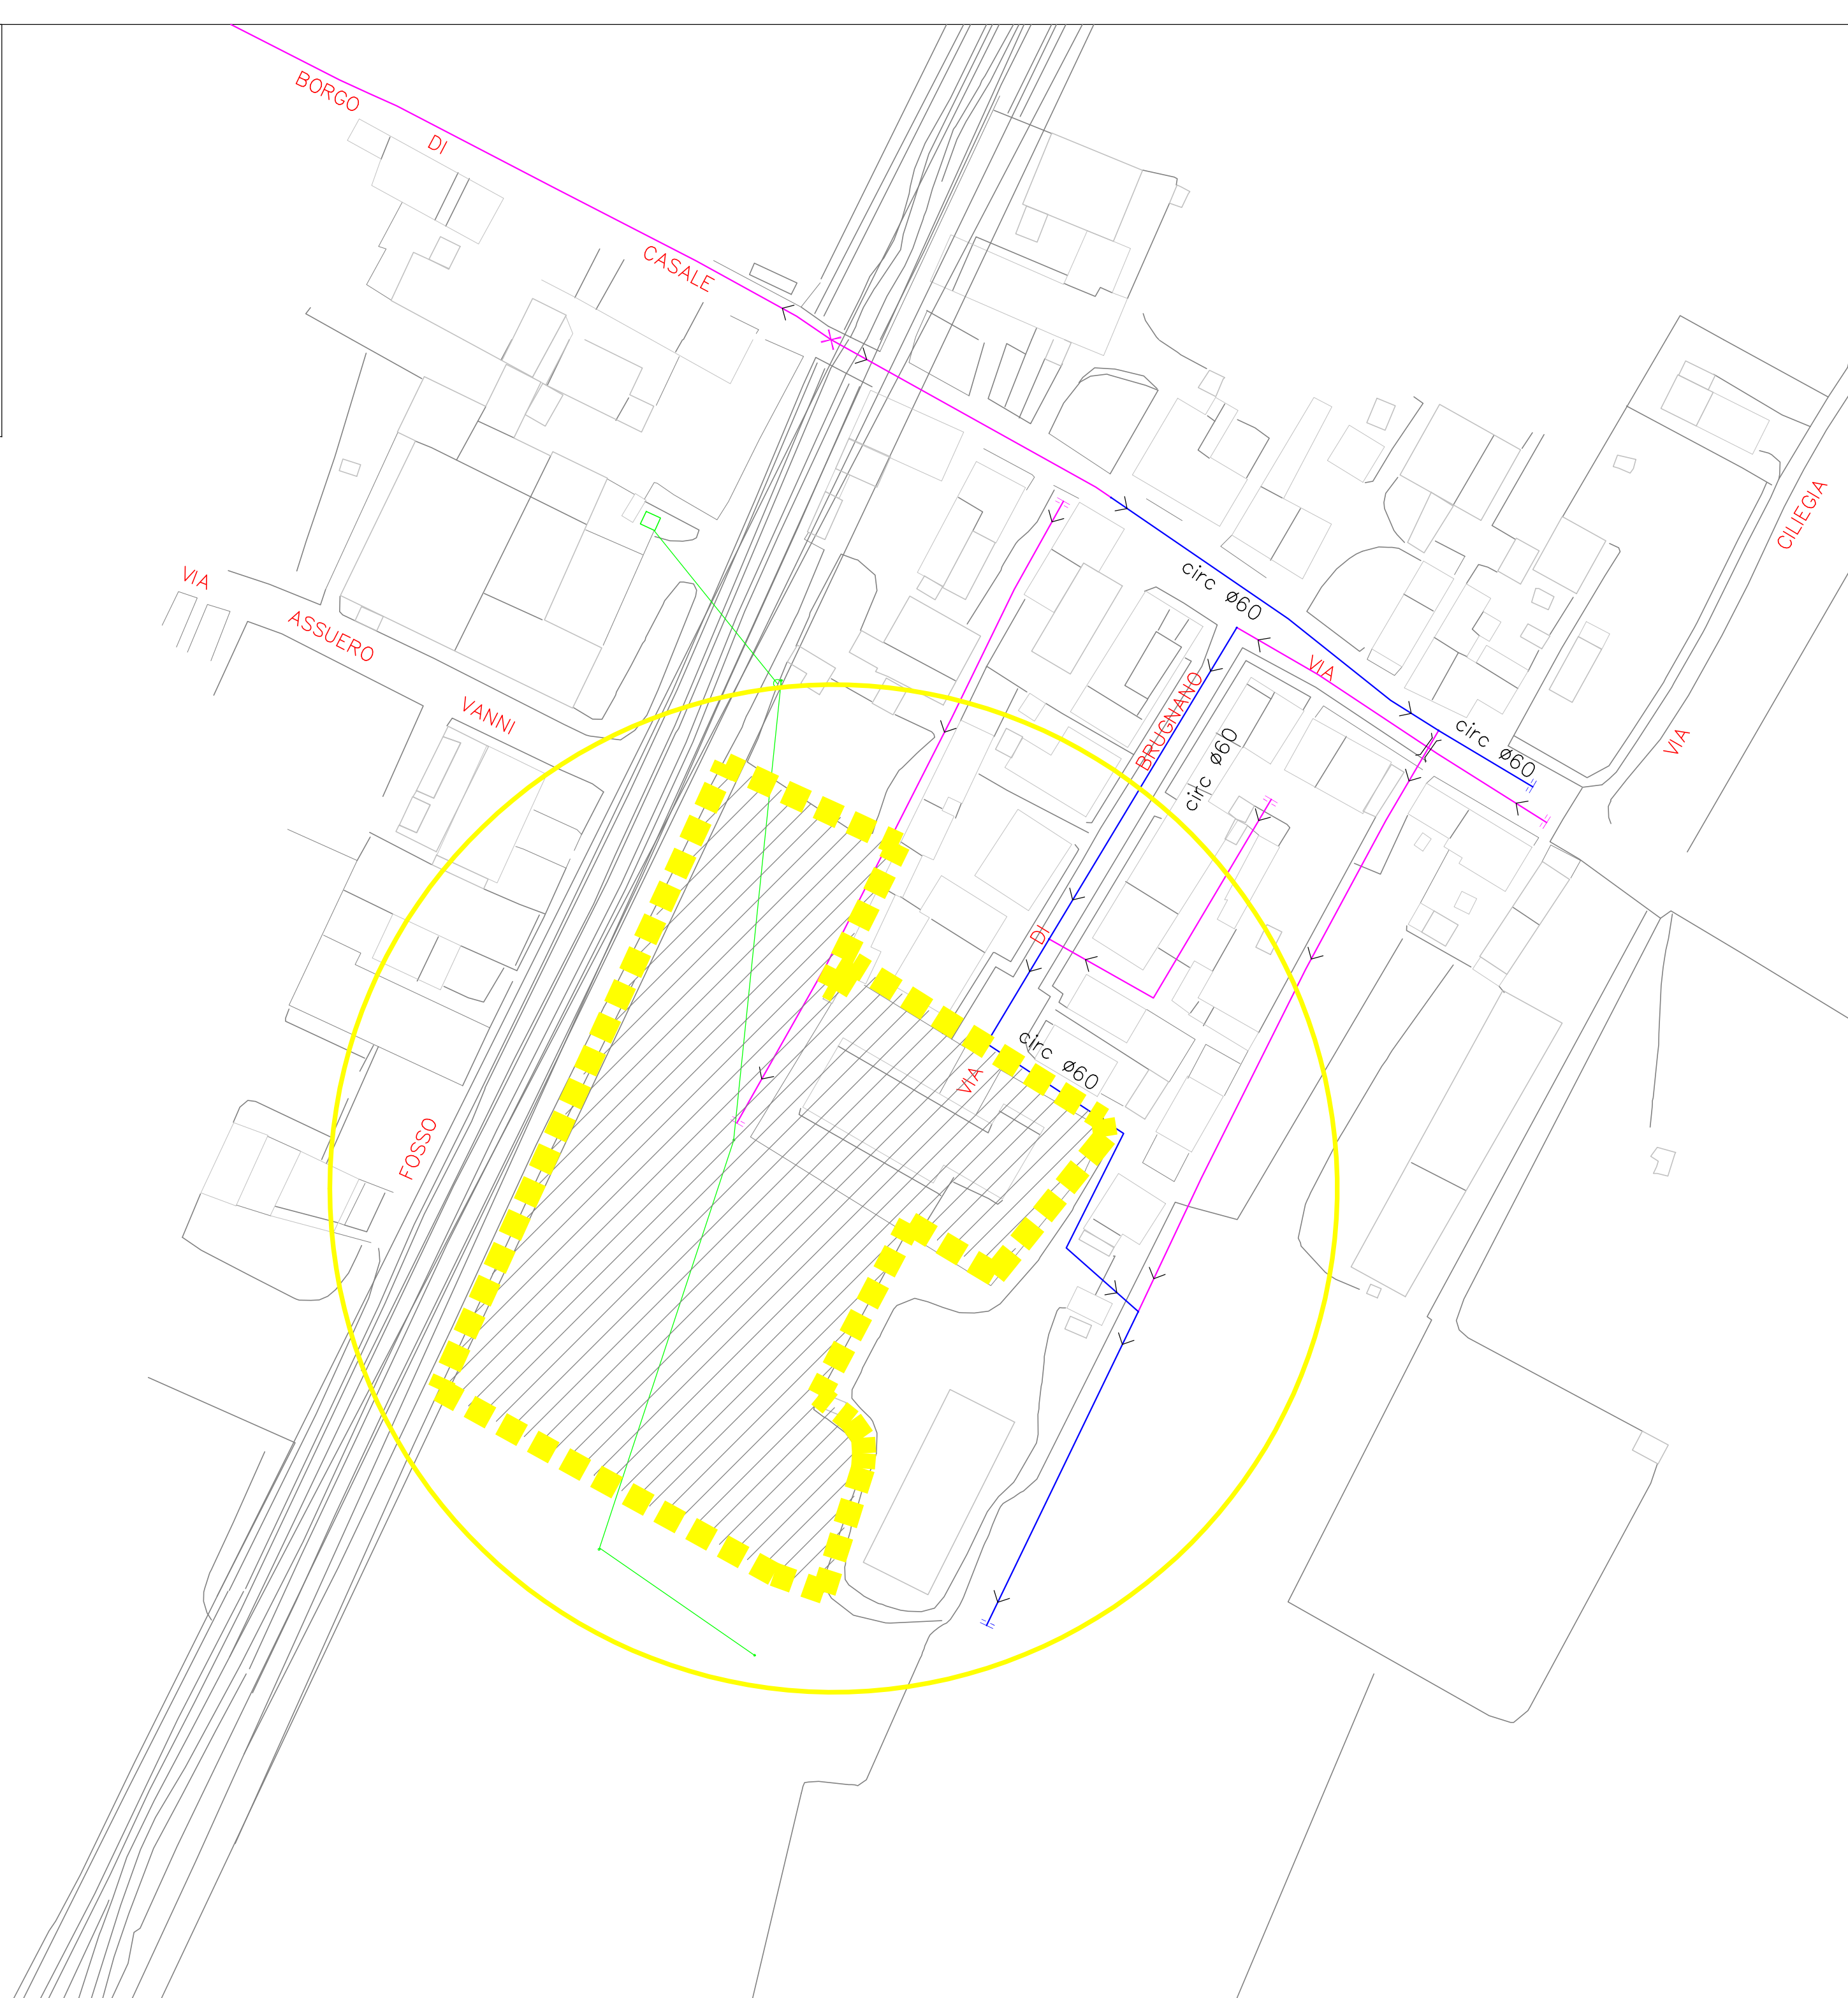 BORGO
DI
CASALE
CILIEGIA
VIA
ASSUERO
VANNI
circ ø60
VIA
BRUGNANO
circ ø60
circ ø60
VIA
DI
circ ø60
VIA
FOSSO